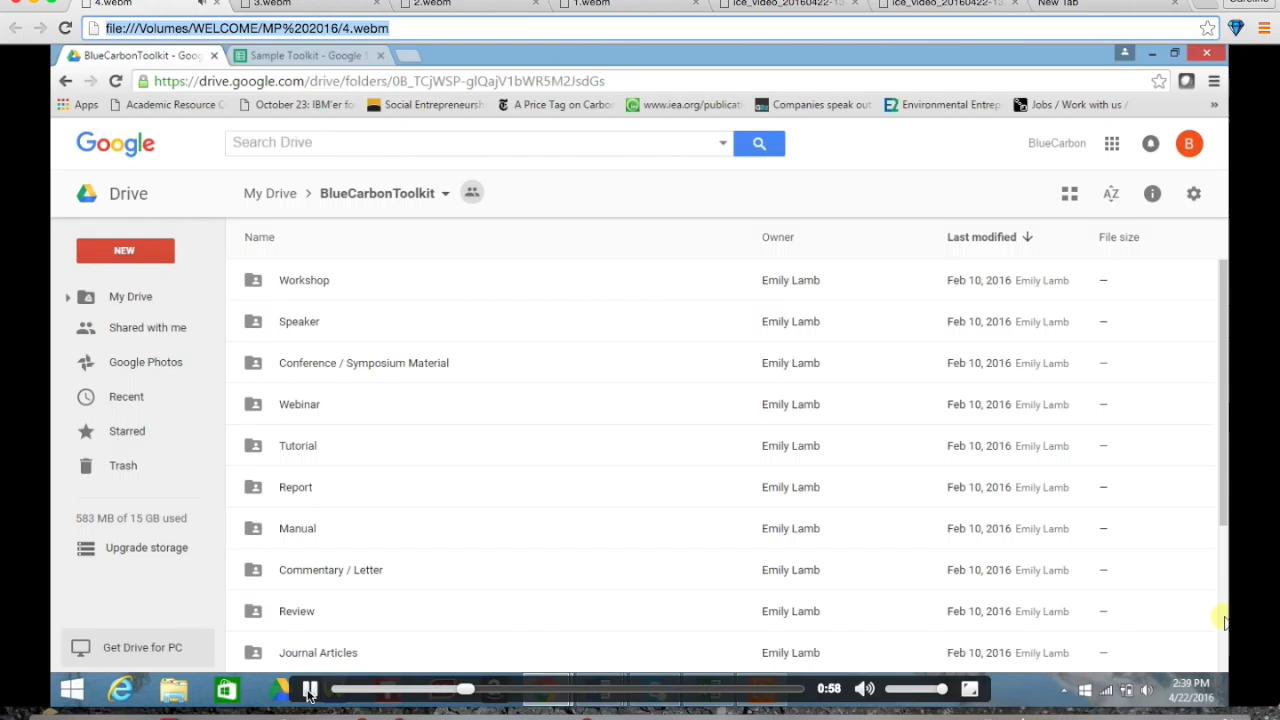 4.webm 3.webm 2.webm 1.webm ice_video_20160422-13 ice_video_20160422-13 New Tab Caroline
file:///Volumes/WELCOME/MP%202016/4.webm
BlueCarbonToolkit - Goog Sample Toolkit - Google S
https://drive.google.com/drive/folders/0B_TCjWSP-glQajV1bWR5M2JsdGs
Apps Academic Resource C October 23: IBM'er fo Social Entrepreneursh A Price Tag on Carbo www.iea.org/publicati Companies speak out Environmental Entrep Jobs / Work with us / »
Google Search Drive BlueCarbon B
Drive My Drive > BlueCarbonToolkit AZ
NEW Name Owner Last modified File size
My Drive
Shared with me
Google Photos
Recent
Starred
Trash
583 MB of 15 GB used
Upgrade storage
Get Drive for PC
Workshop Emily Lamb Feb 10, 2016 Emily Lamb —
Speaker Emily Lamb Feb 10, 2016 Emily Lamb —
Conference / Symposium Material Emily Lamb Feb 10, 2016 Emily Lamb —
Webinar Emily Lamb Feb 10, 2016 Emily Lamb —
Tutorial Emily Lamb Feb 10, 2016 Emily Lamb —
Report Emily Lamb Feb 10, 2016 Emily Lamb —
Manual Emily Lamb Feb 10, 2016 Emily Lamb —
Commentary / Letter Emily Lamb Feb 10, 2016 Emily Lamb —
Review Emily Lamb Feb 10, 2016 Emily Lamb —
Journal Articles Emily Lamb Feb 10, 2016 Emily Lamb —
0:58 2:39 PM
4/22/2016